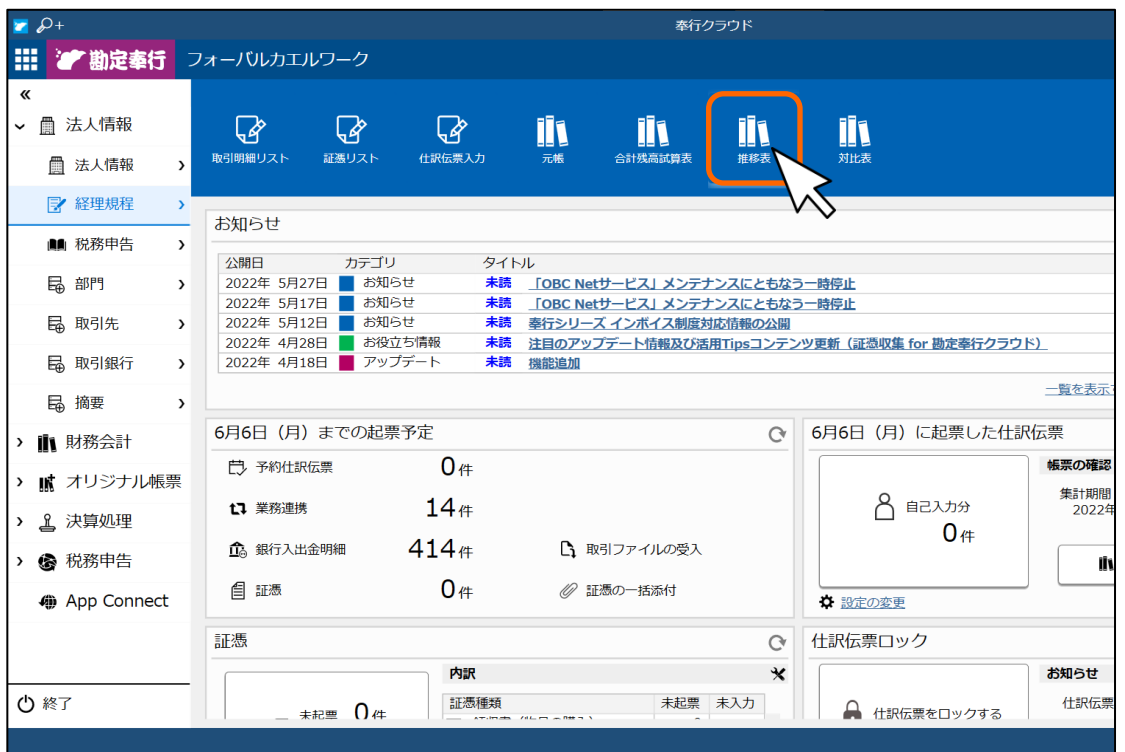 奉行クラウド
勘定奉行 フォーバルカエルワーク
法人情報
法人情報
経理規程
税務申告
部門
取引先
取引銀行
摘要
財務会計
オリジナル帳票
決算処理
税務申告
App Connect
終了
取引明細リスト 証憑リスト 仕訳伝票入力 元帳 合計残高試算表 推移表 対比表
お知らせ
公開日 カテゴリ タイトル
2022年 5月27日 お知らせ 未読 「OBC Netサービス」メンテナンスにともなう一時停止
2022年 5月17日 お知らせ 未読 「OBC Netサービス」メンテナンスにともなう一時停止
2022年 5月12日 お知らせ 未読 奉行シリーズ インボイス制度対応情報の公開
2022年 4月28日 お役立ち情報 未読 注目のアップデート情報及び活用Tipsコンテンツ更新（証憑収集 for 勘定奉行クラウド）
2022年 4月18日 アップデート 未読 機能追加
一覧を表示
6月6日（月）までの起票予定
予約仕訳伝票 0件
業務連携 14件
銀行入出金明細 414件 取引ファイルの受入
証憑 0件 証憑の一括添付
6月6日（月）に起票した仕訳伝票
自己入力分
0件
帳票の確認
集計期間
2022年
設定の変更
証憑
未起票 0件
内訳
証憑種類 未起票 未入力
仕訳伝票ロック
仕訳伝票をロックする
お知らせ
仕訳伝票